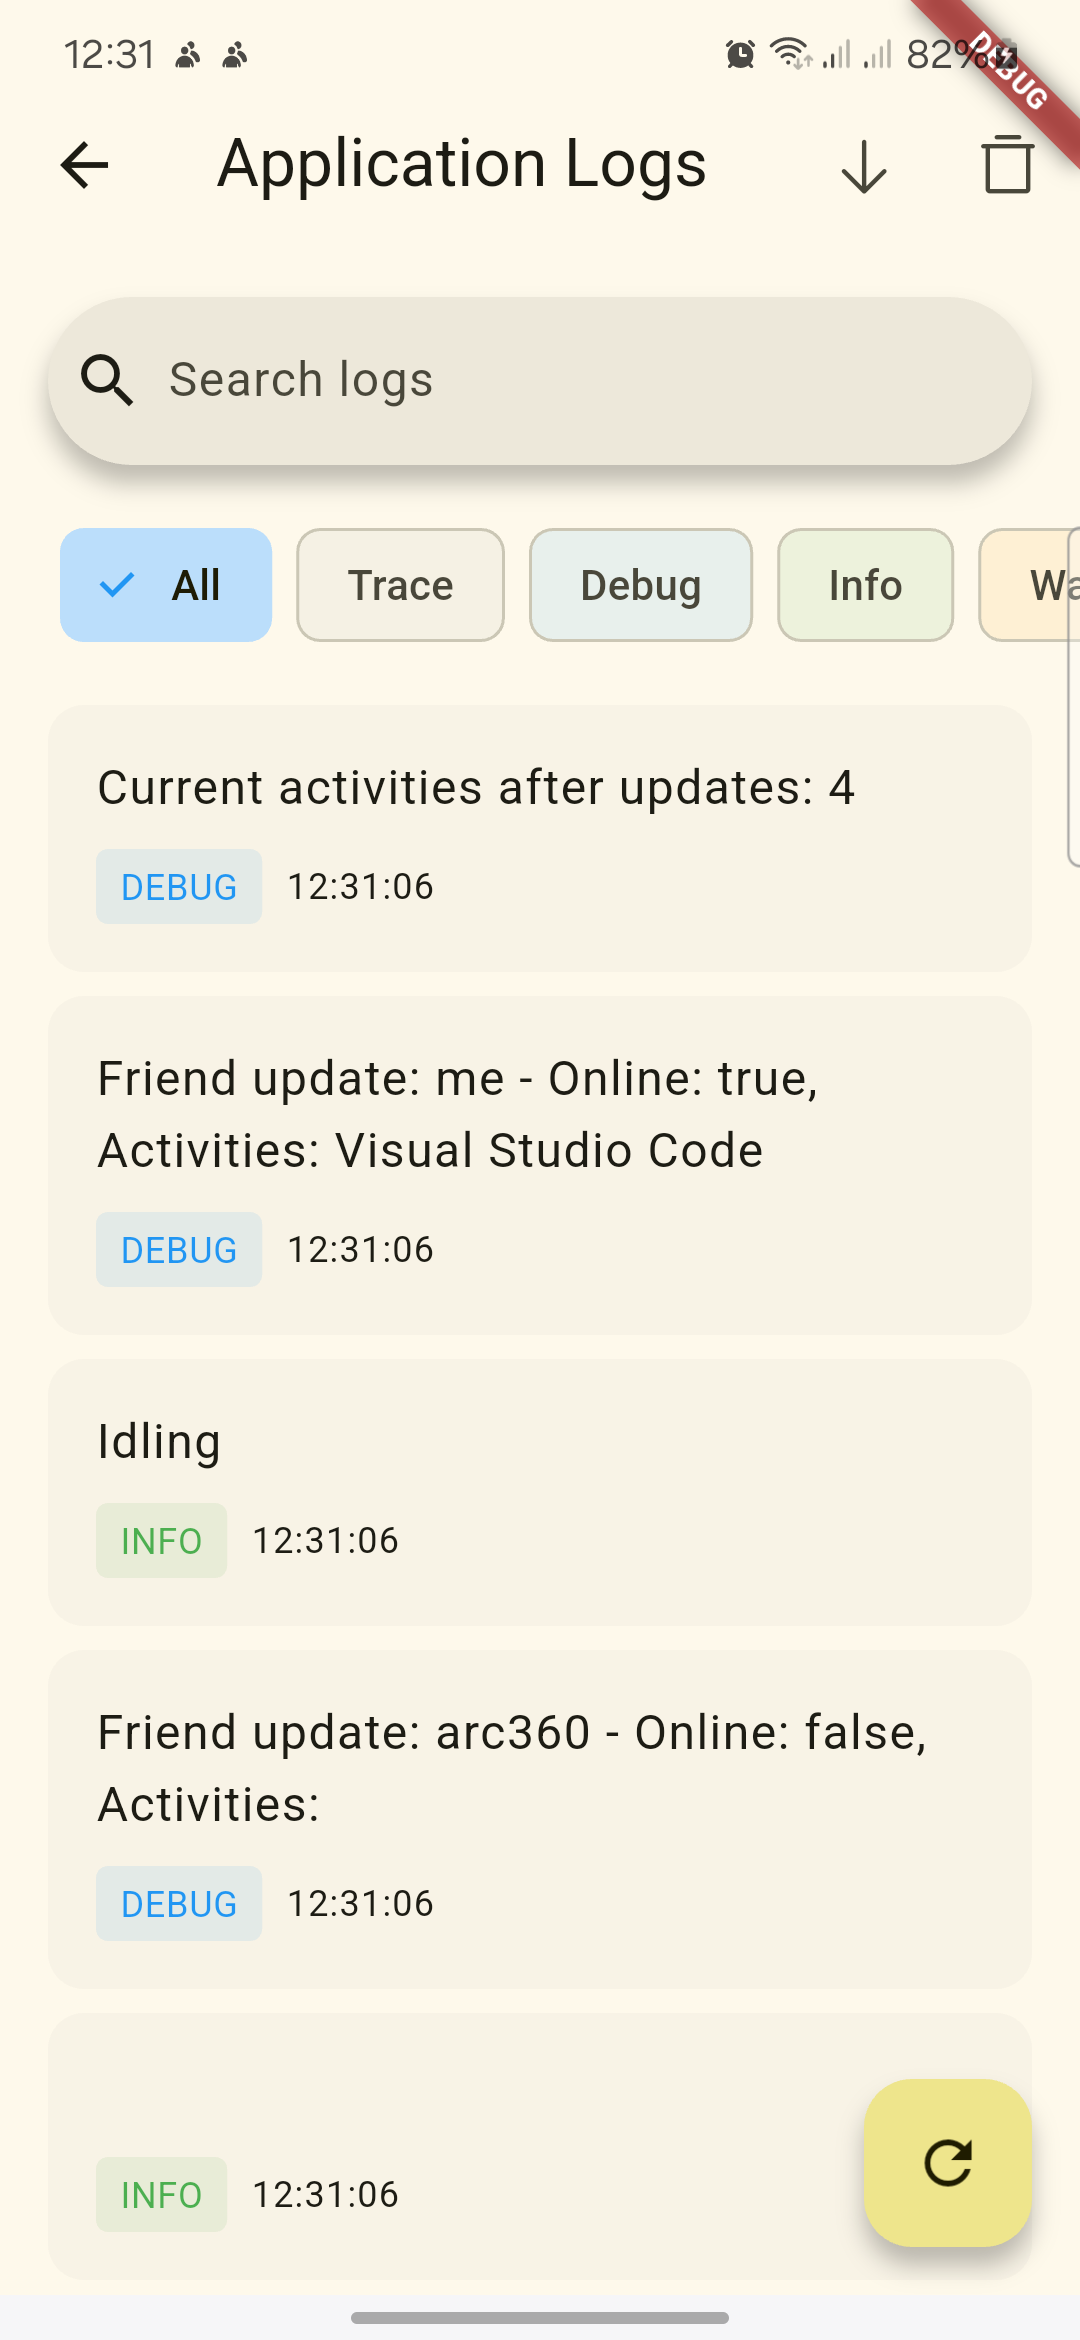 12:31
82%
DEBUG
Application Logs
Search logs
All
Trace
Debug
Info
Wa
Current activities after updates: 4
DEBUG 12:31:06
Friend update: me - Online: true,
Activities: Visual Studio Code
DEBUG 12:31:06
Idling
INFO 12:31:06
Friend update: arc360 - Online: false,
Activities:
DEBUG 12:31:06
INFO 12:31:06